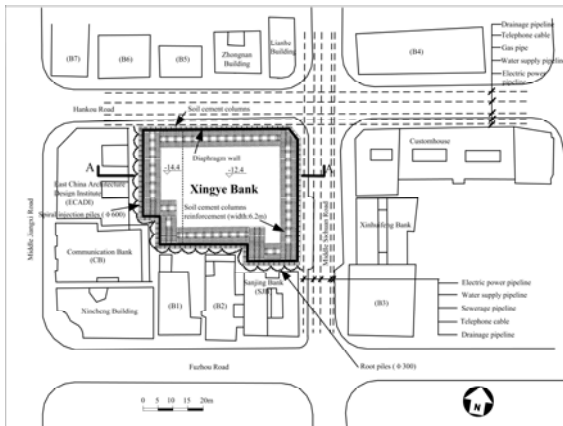 Drainage pipeline
Telephone cable
Gas pipe
Water supply pipeline
Electric power
pipeline
Lianhe
Building
Zhongnan
Building
(B7)
(B6)
(B5)
(B4)
Hankou Road
Soil cement columns
Diaphragm wall
Customhouse
A
A
-14.4
-12.4
Xingye Bank
East China Architecture
Design Institute
(ECADI)
Soil cement columns
reinforcement (width:6.2m)
Spiral injection piles (Φ600)
Middle Jiangxi Road
Middle Sichuan Road
Xinhuifeng Bank
Communication Bank
(CB)
Sanjing Bank
(SJB)
Xincheng Building
(B1)
(B2)
(B3)
Electric power pipeline
Water supply pipeline
Sewerage pipeline
Telephone cable
Drainage pipeline
Fuzhou Road
Root piles (Φ300)
0 5 10 15 20m
N